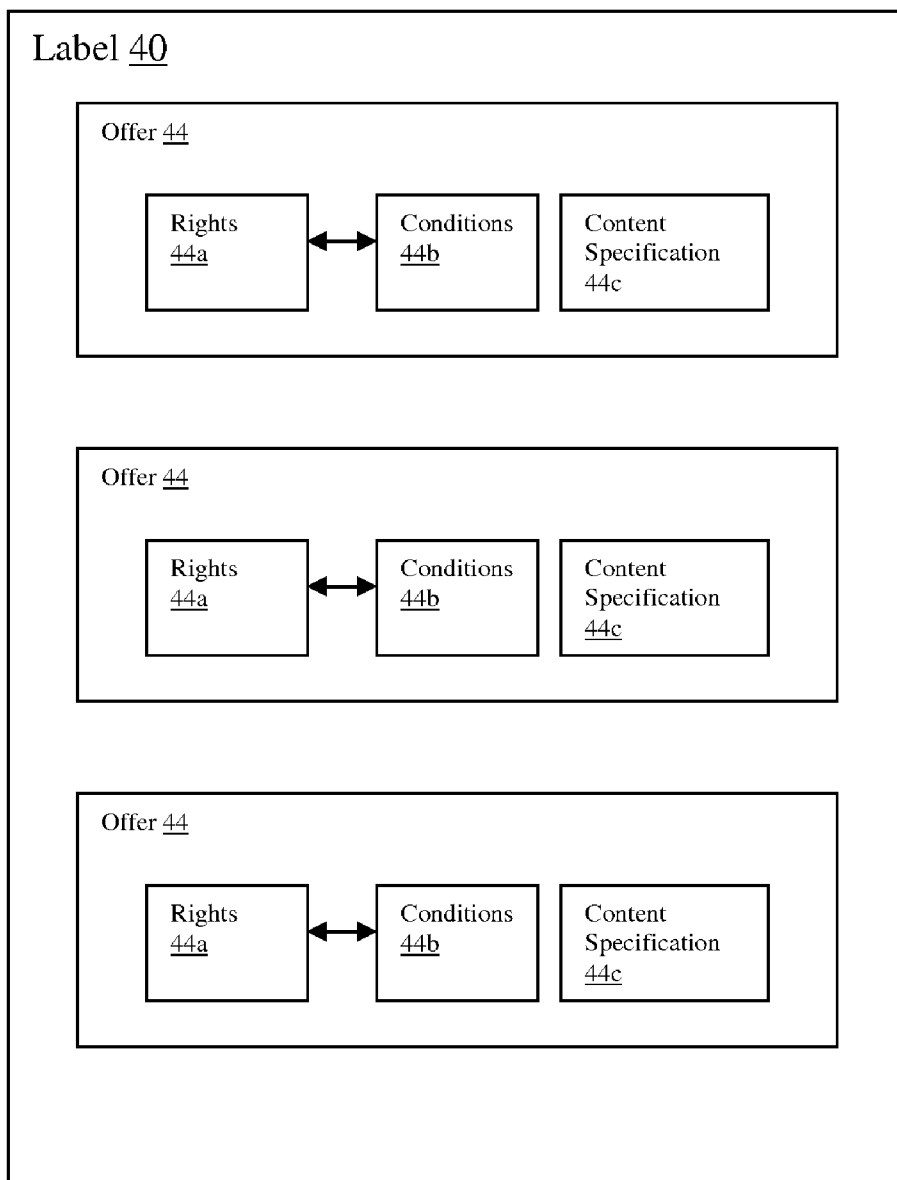 Label 40
Offer 44
Rights
44a
Conditions
44b
Content
Specification
44c
Offer 44
Rights
44a
Conditions
44b
Content
Specification
44c
Offer 44
Rights
44a
Conditions
44b
Content
Specification
44c